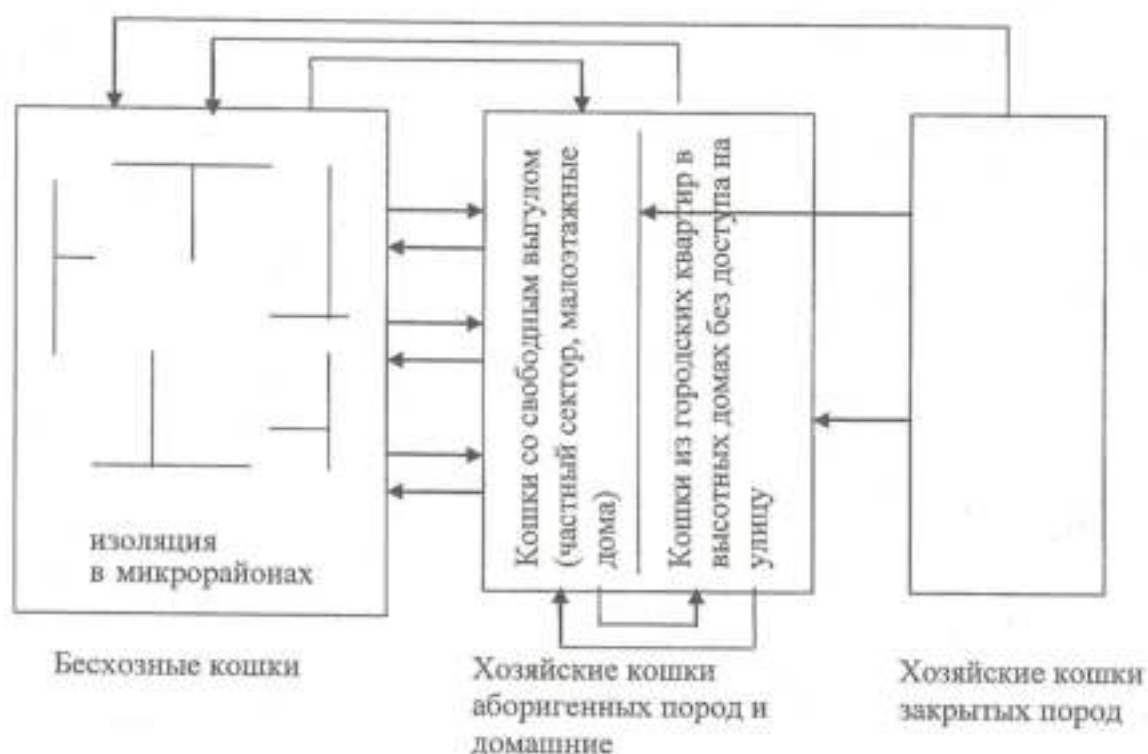 Кошки со свободным выгулом
(частный сектор, малоэтажные
дома)
Кошки из городских квартир в
высотных домах без доступа на
улицу
изоляция
в микрорайонах
Бесхозные кошки
Хозяйские кошки
аборигенных пород и
домашние
Хозяйские кошки
закрытых пород